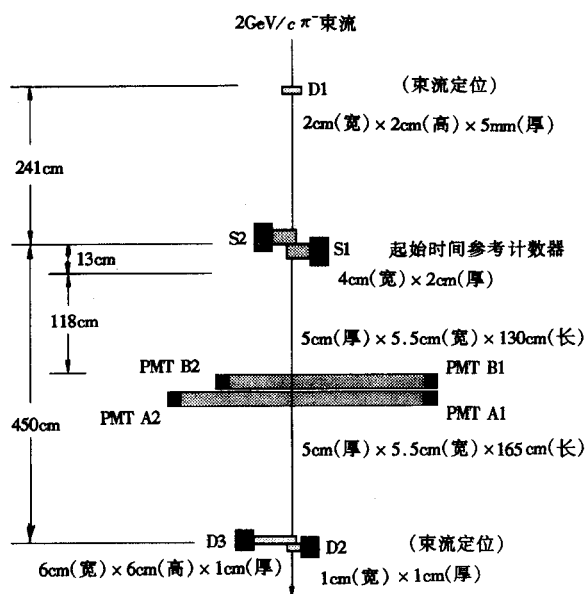 2GeV/c π⁻束流
D1
(束流定位)
2cm(宽)×2cm(高)×5mm(厚)
241cm
S2
S1
起始时间参考计数器
13cm
4cm(宽)×2cm(厚)
118cm
5cm(厚)×5.5cm(宽)×130cm(长)
PMT B2
PMT B1
450cm
PMT A2
PMT A1
5cm(厚)×5.5cm(宽)×165cm(长)
D3
D2
(束流定位)
6cm(宽)×6cm(高)×1cm(厚)
1cm(宽)×1cm(厚)